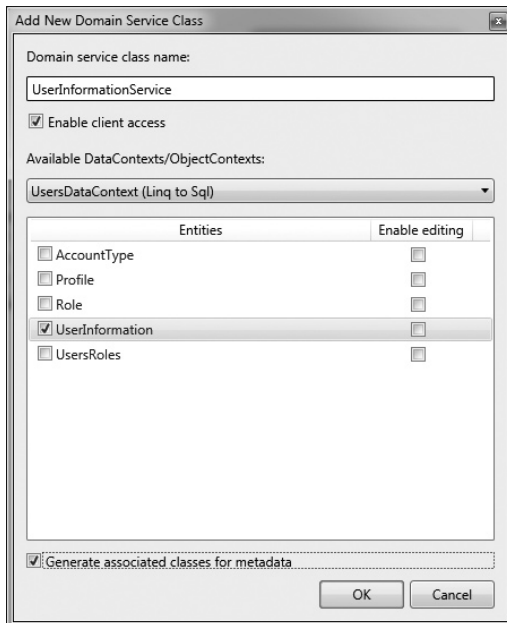 Add New Domain Service Class
Domain service class name:
UserInformationService
Enable client access
Available DataContexts/ObjectContexts:
UsersDataContext (Linq to Sql)
Entities Enable editing
AccountType
Profile
Role
UserInformation
UsersRoles
Generate associated classes for metadata
OK Cancel